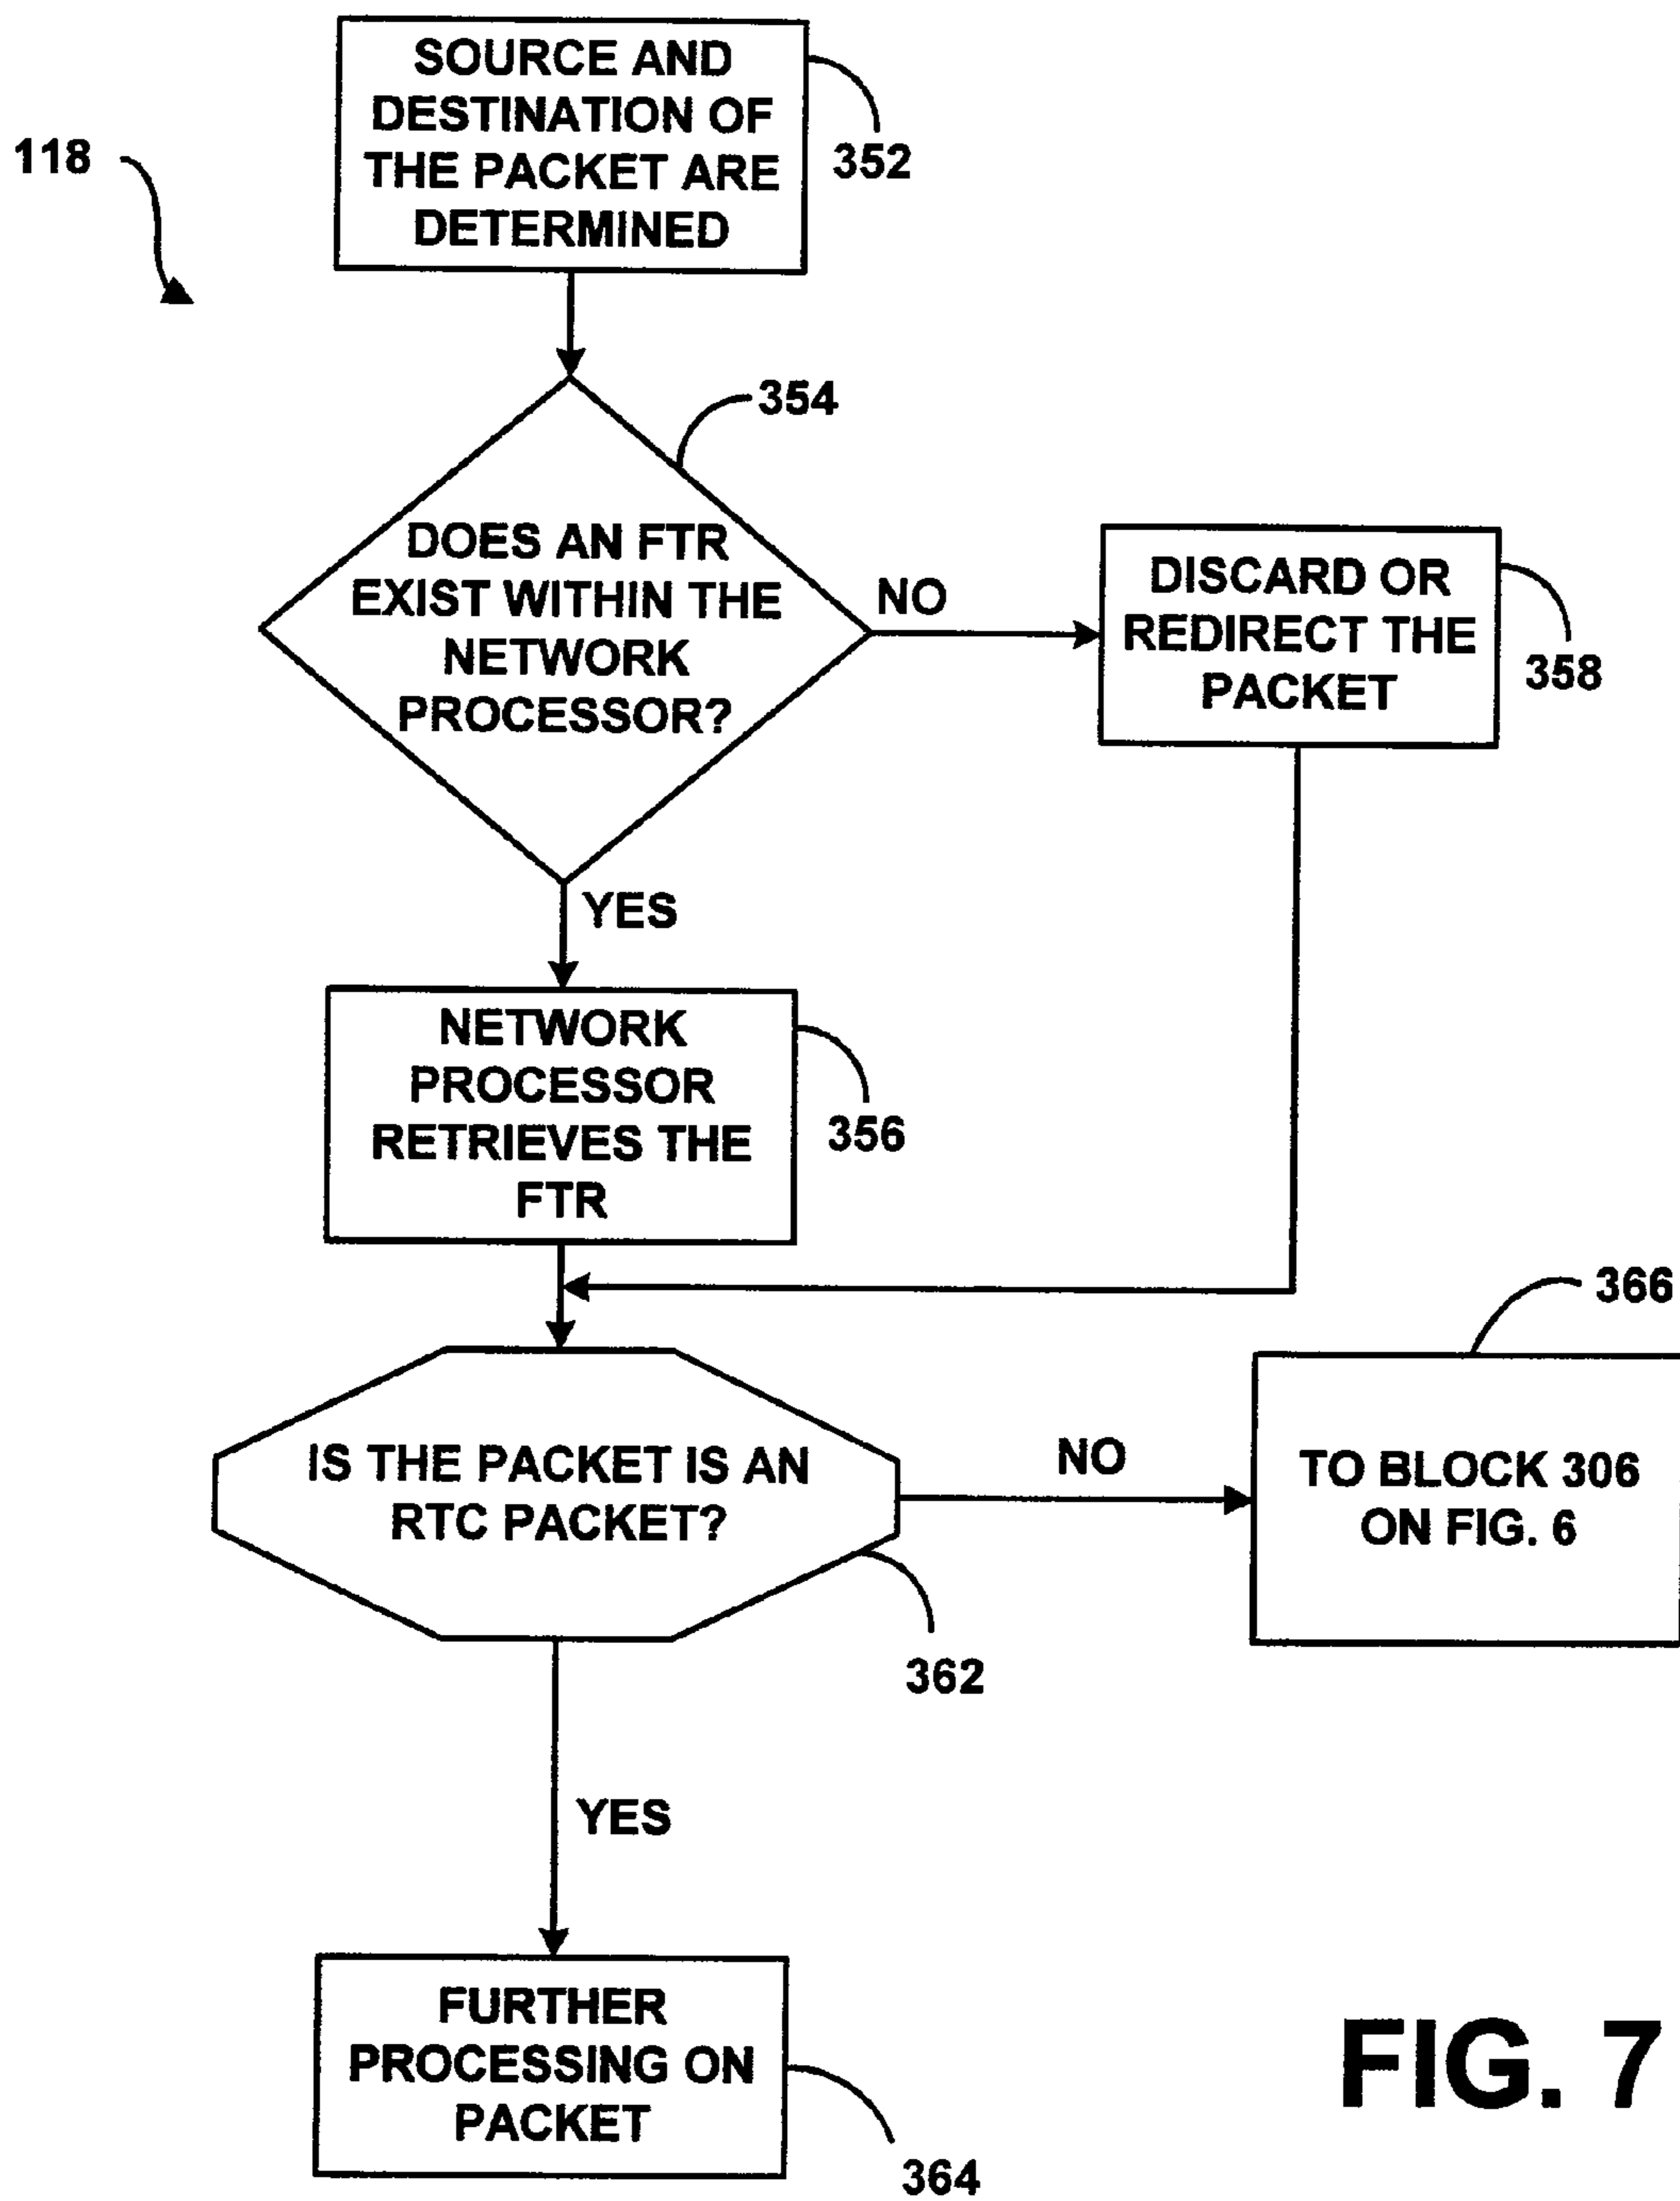 SOURCE AND
DESTINATION OF
THE PACKET ARE
DETERMINED
352
118
354
DOES AN FTR
EXIST WITHIN THE
NETWORK
PROCESSOR?
NO
DISCARD OR
REDIRECT THE
PACKET
358
YES
NETWORK
PROCESSOR
RETRIEVES THE
FTR
356
366
IS THE PACKET IS AN
RTC PACKET?
NO
TO BLOCK 306
ON FIG. 6
362
YES
FURTHER
PROCESSING ON
PACKET
364
FIG. 7